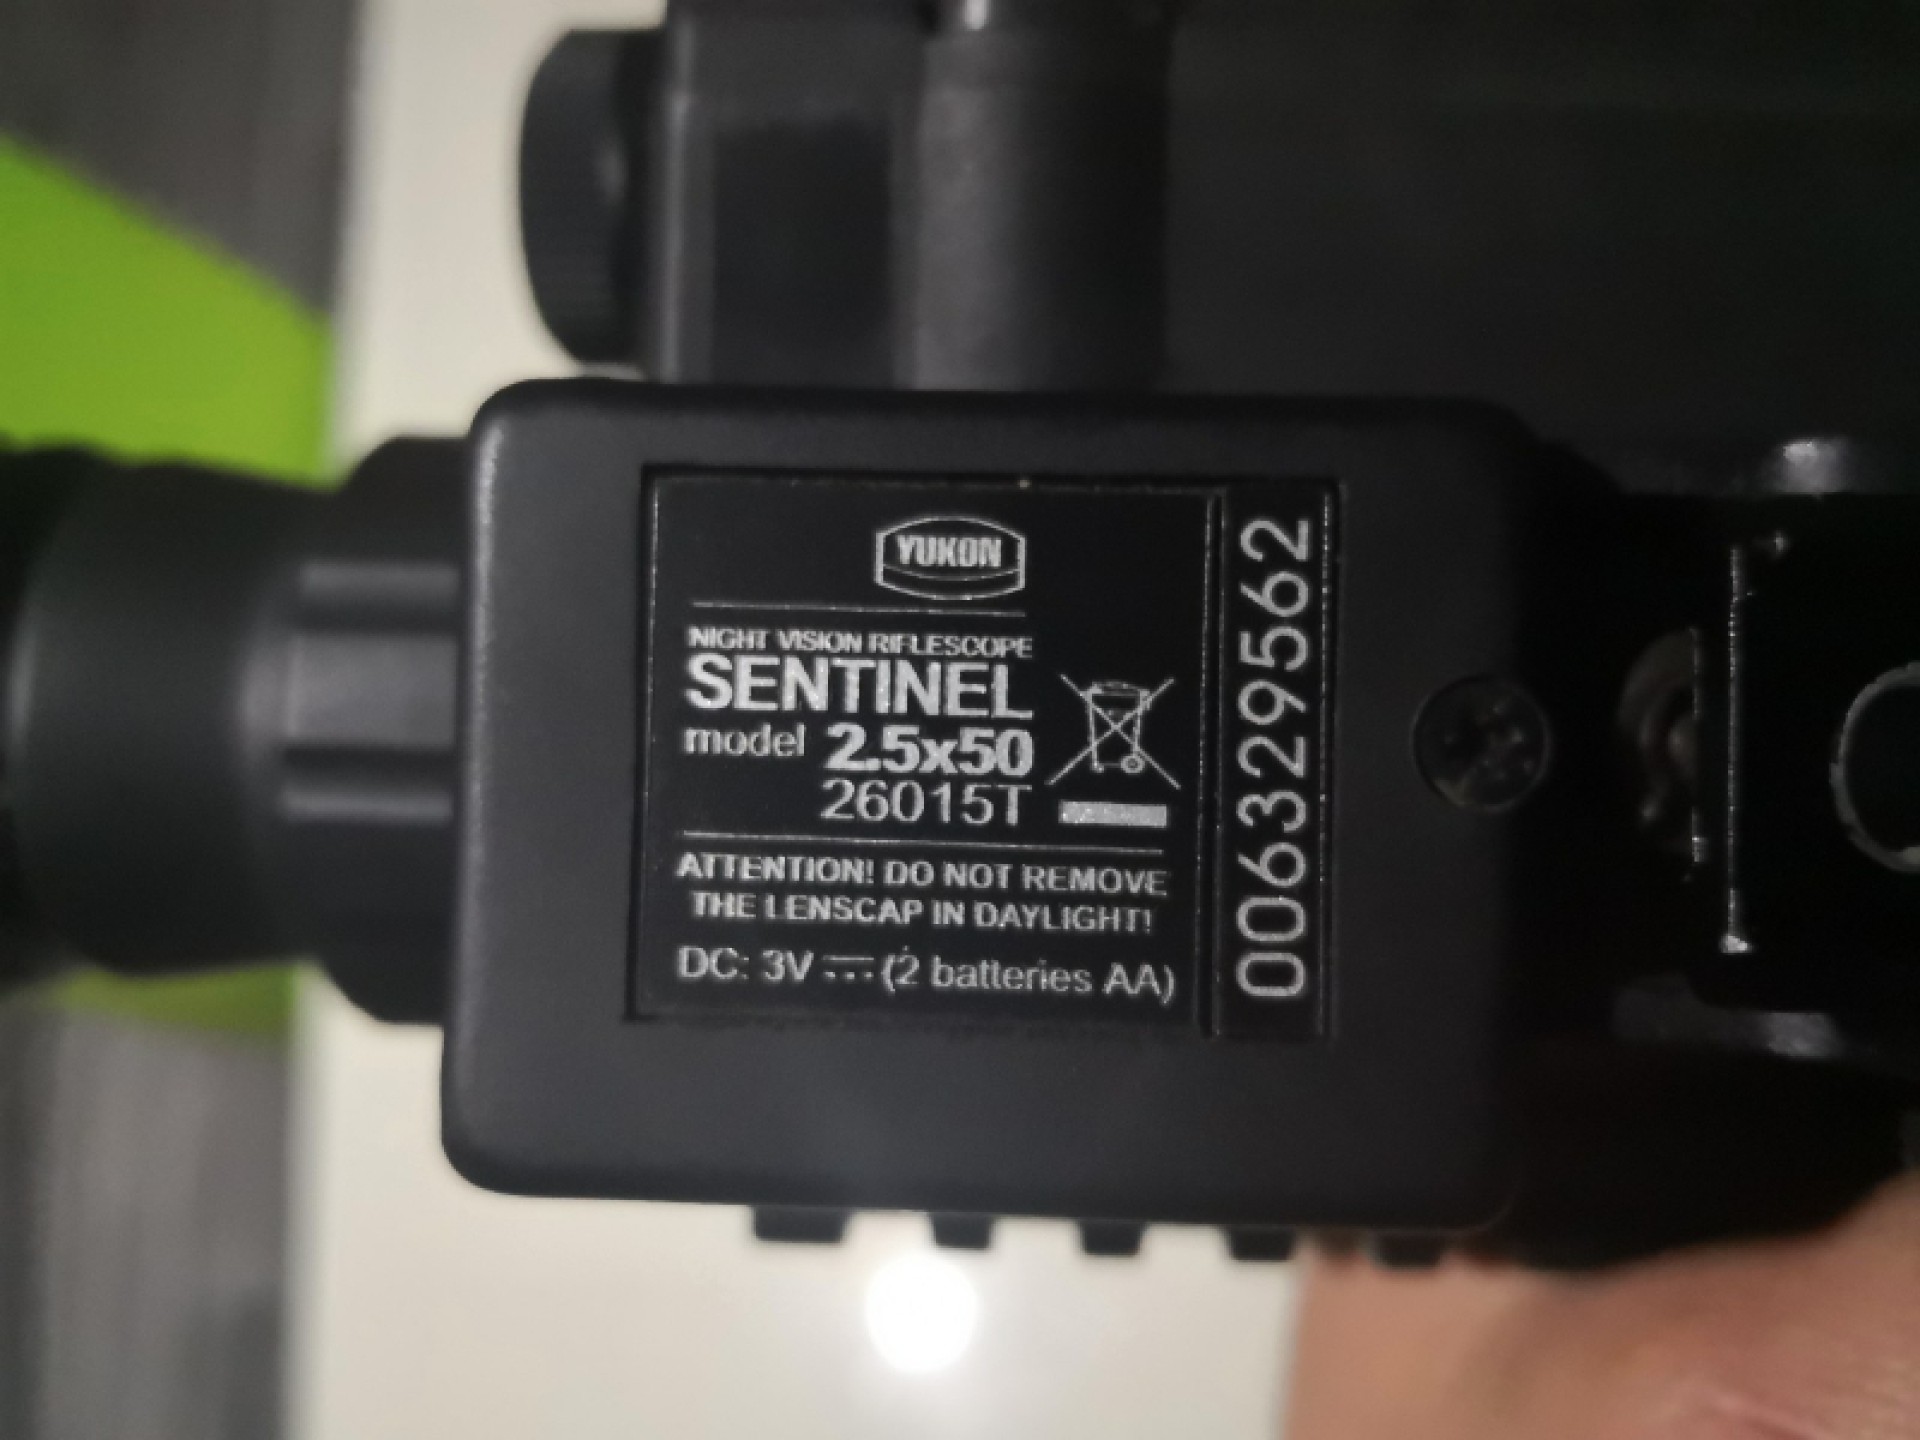 YUKON
NIGHT VISION RIFLESCOPE
SENTINEL
model 2.5x50
26015T
ATTENTION! DO NOT REMOVE
THE LENSCAP IN DAYLIGHT!
DC: 3V (2 batteries AA)
0063329562